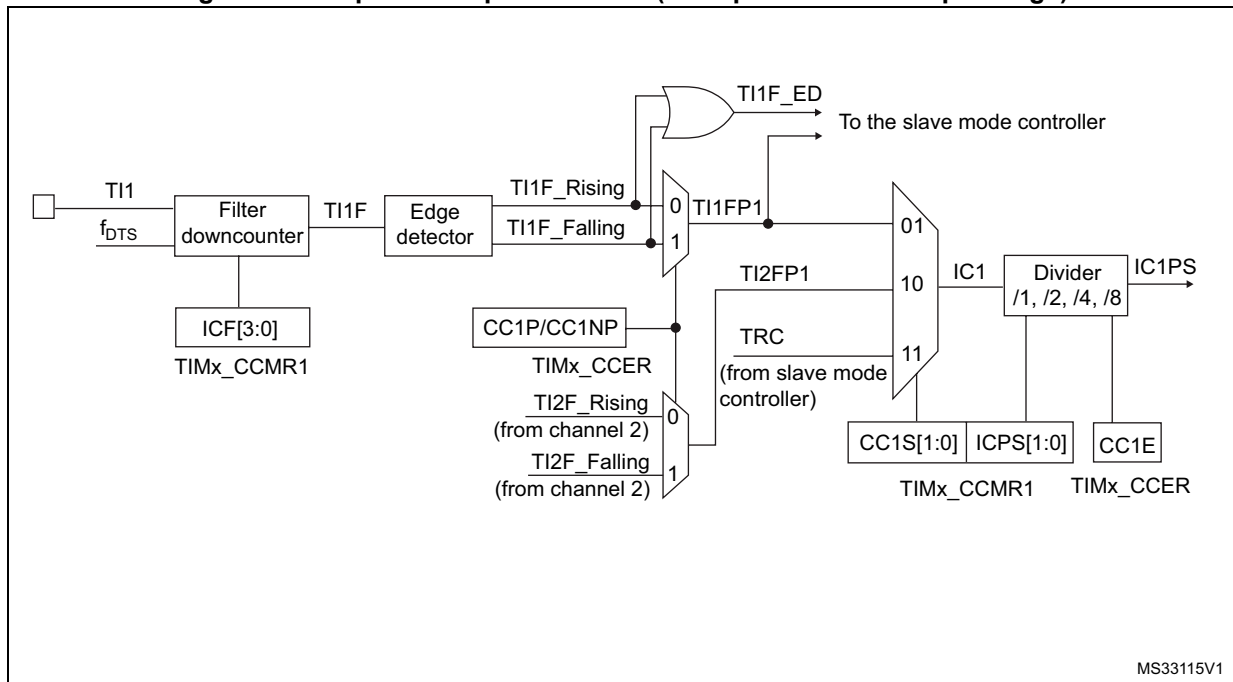 TI1F_ED
To the slave mode controller
TI1
f_DTS
Filter
downcounter
TI1F
Edge
detector
TI1F_Rising
TI1F_Falling
0
1
TI1FP1
TI2FP1
TRC
(from slave mode
controller)
01
10
11
IC1
Divider
/1, /2, /4, /8
IC1PS
ICF[3:0]
TIMx_CCMR1
CC1P/CC1NP
TIMx_CCER
TI2F_Rising
(from channel 2)
TI2F_Falling
(from channel 2)
0
1
CC1S[1:0]
ICPS[1:0]
CC1E
TIMx_CCMR1
TIMx_CCER
MS33115V1